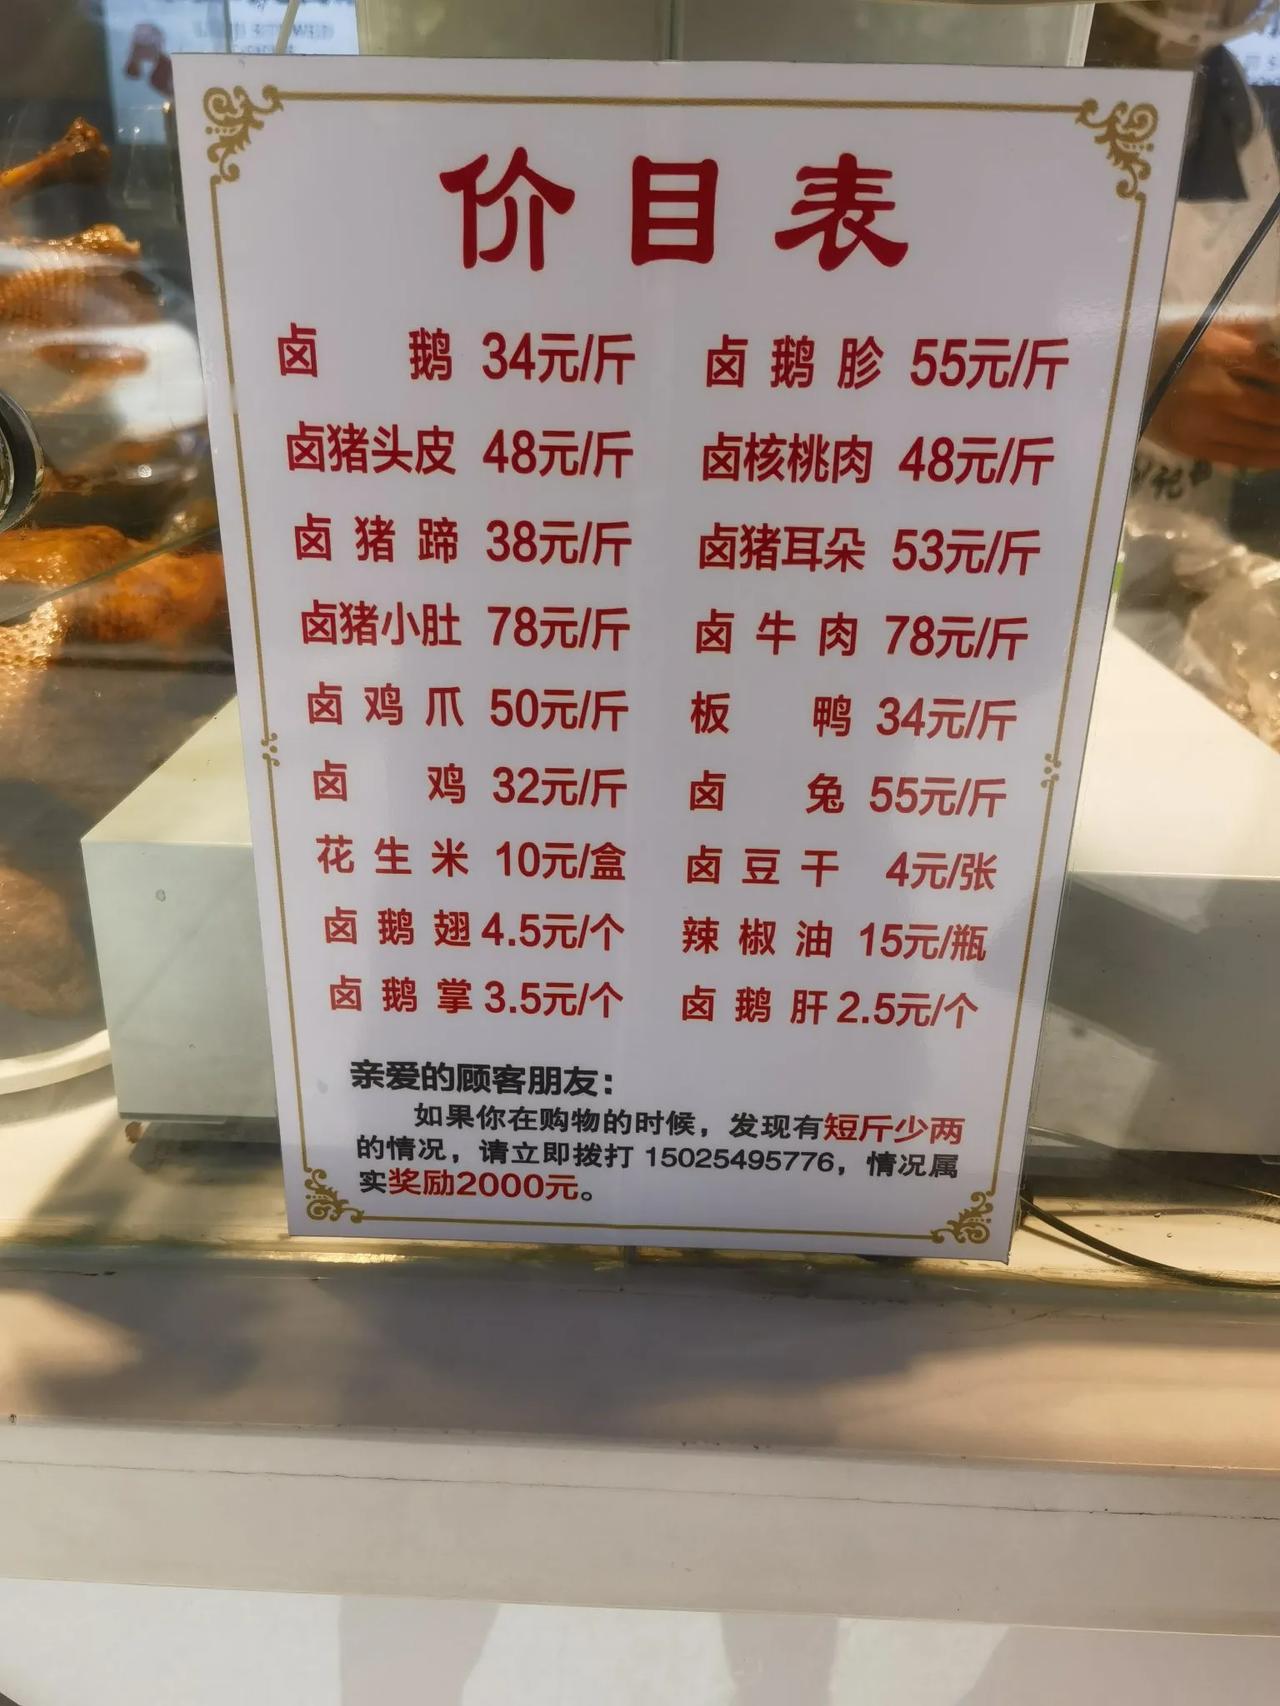 价目表
卤鹅 34元/斤 卤鹅胗 55元/斤
卤猪头皮 48元/斤 卤核桃肉 48元/斤
卤猪蹄 38元/斤 卤猪耳朵 53元/斤
卤猪小肚 78元/斤 卤牛肉 78元/斤
卤鸡爪 50元/斤 板鸭 34元/斤
卤鸡 32元/斤 卤兔 55元/斤
花生米 10元/盒 卤豆干 4元/张
卤鹅翅 4.5元/个 辣椒油 15元/瓶
卤鹅掌 3.5元/个 卤鹅肝 2.5元/个
亲爱的顾客朋友：
如果你在购物的时候，发现有短斤少两
的情况，请立即拨打 15025495776，情况属
实奖励2000元。